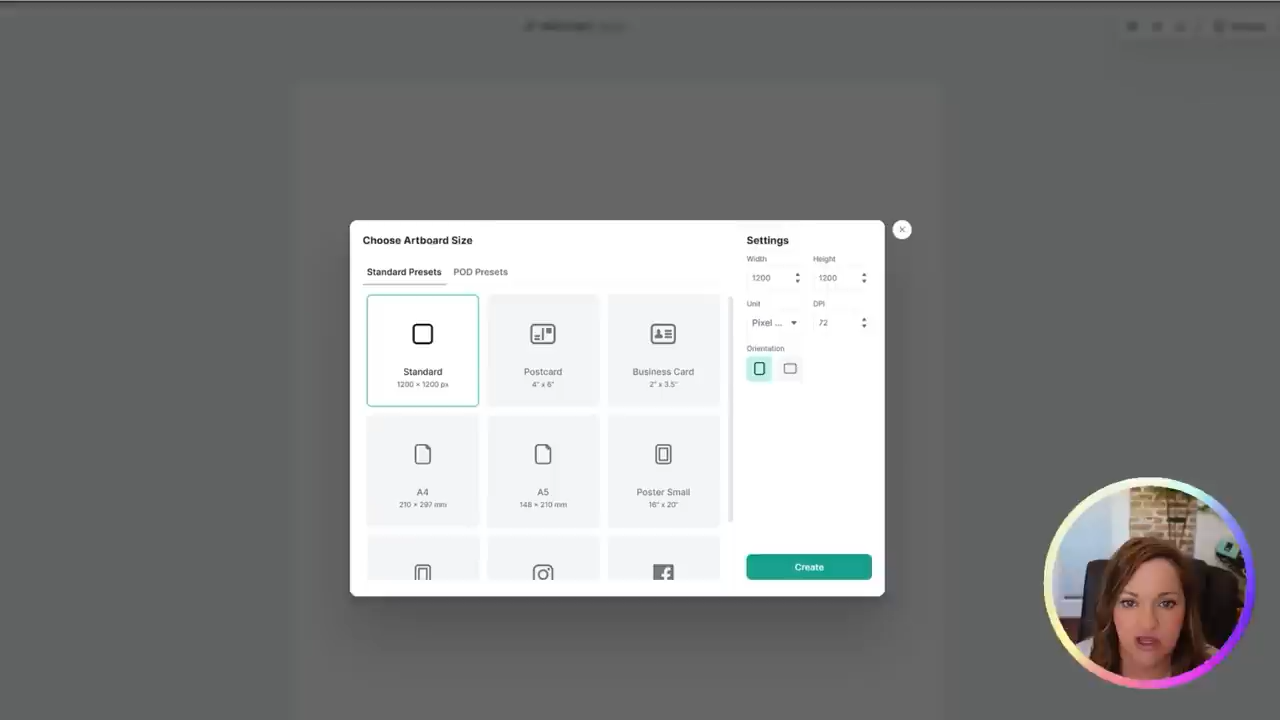 Choose Artboard Size
Standard Presets POD Presets
Standard
1200 × 1200 px
Postcard
4" x 6"
Business Card
2" x 3.5"
A4
210 × 297 mm
A5
148 × 210 mm
Poster Small
16" x 20"
Settings
Width Height
1200 1200
Unit DPI
Pixel ... 72
Orientation
Create